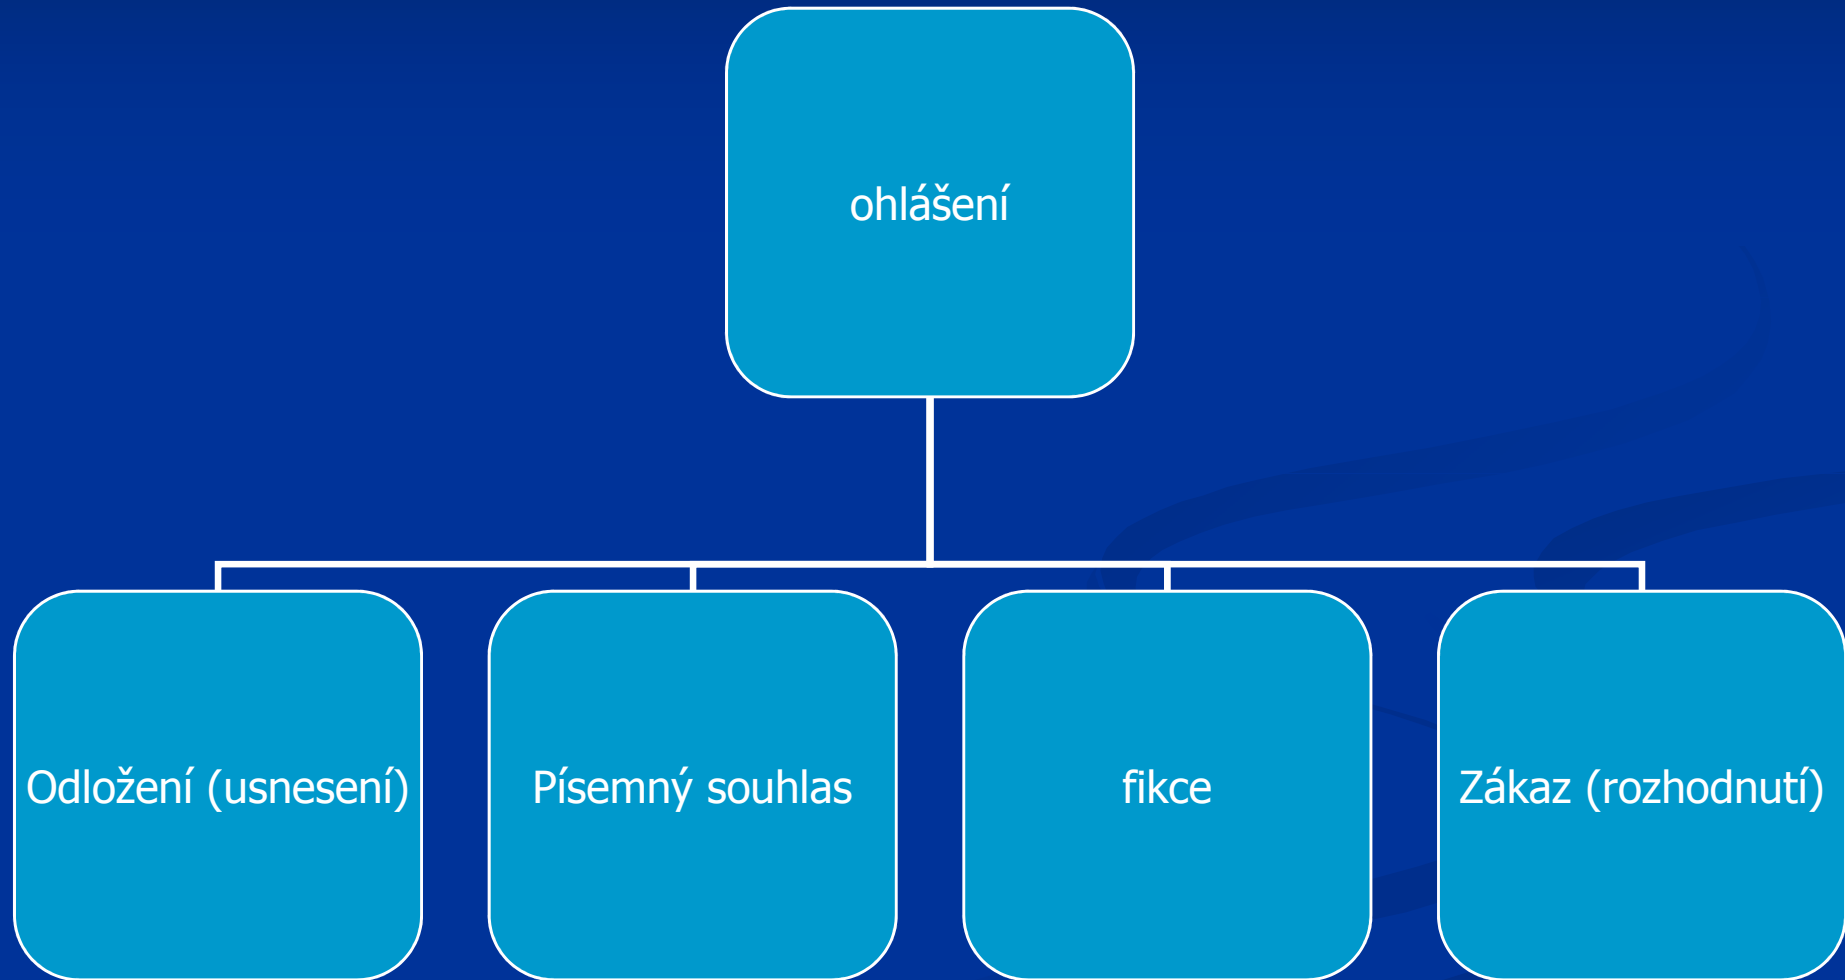 ohlášení
Odložení (usnesení)
Písemný souhlas
fikce
Zákaz (rozhodnutí)